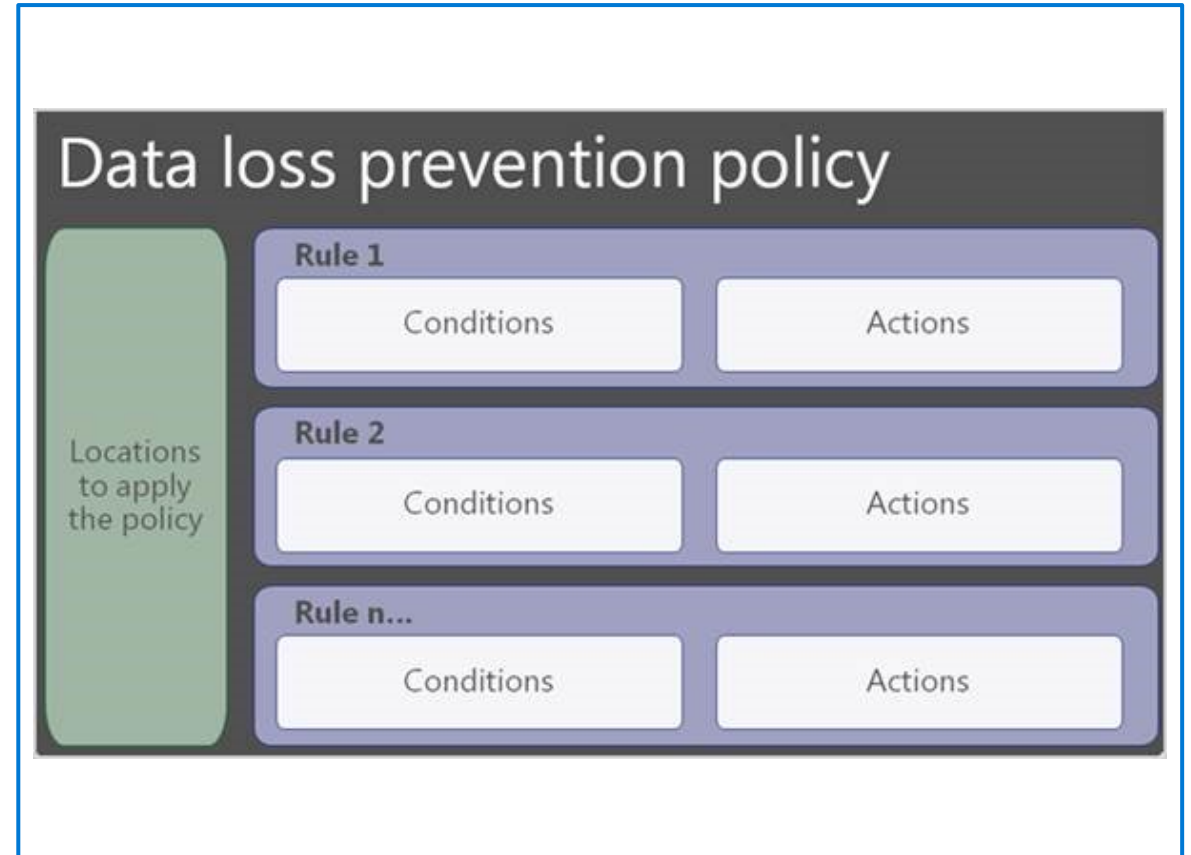 Data loss prevention policy
Locations
to apply
the policy
Rule 1
Conditions
Actions
Rule 2
Conditions
Actions
Rule n...
Conditions
Actions